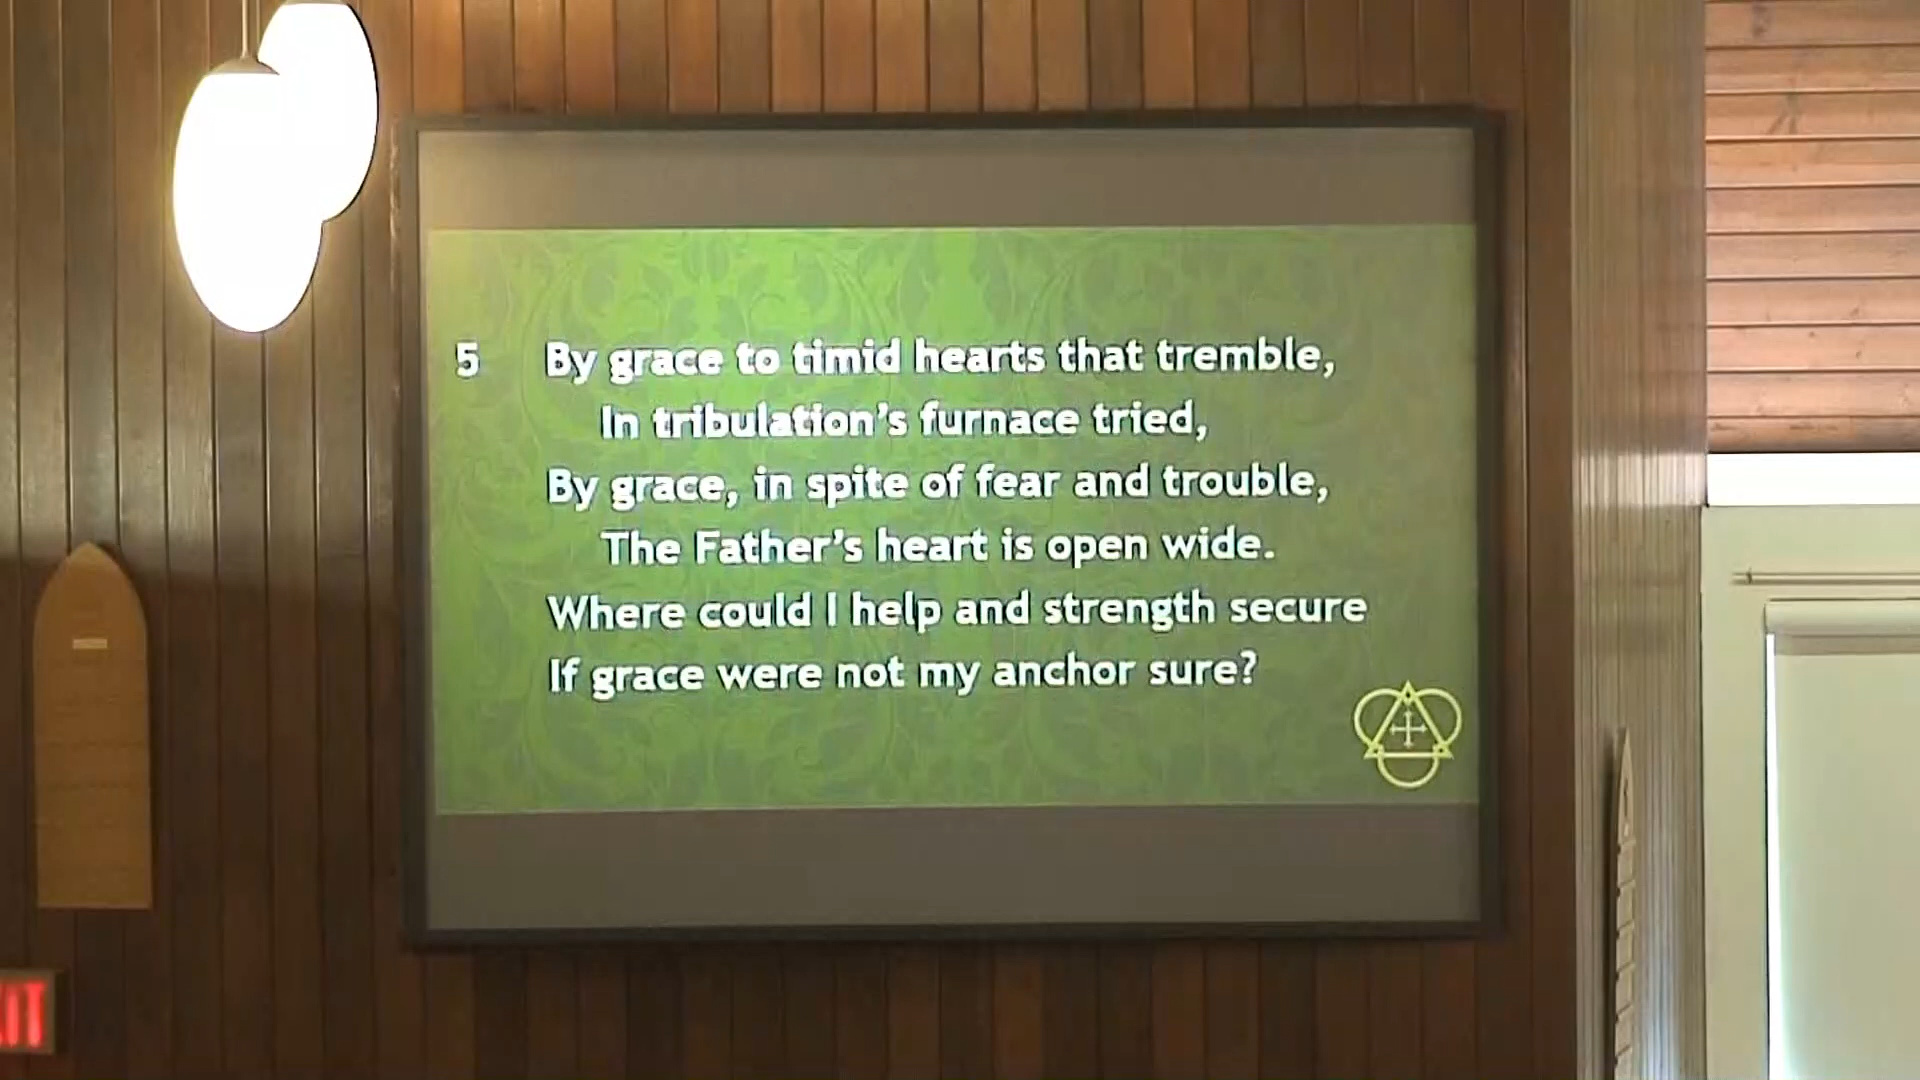 5 By grace to timid hearts that tremble,
In tribulation's furnace tried,
By grace, in spite of fear and trouble,
The Father's heart is open wide.
Where could I help and strength secure
If grace were not my anchor sure?
XIT